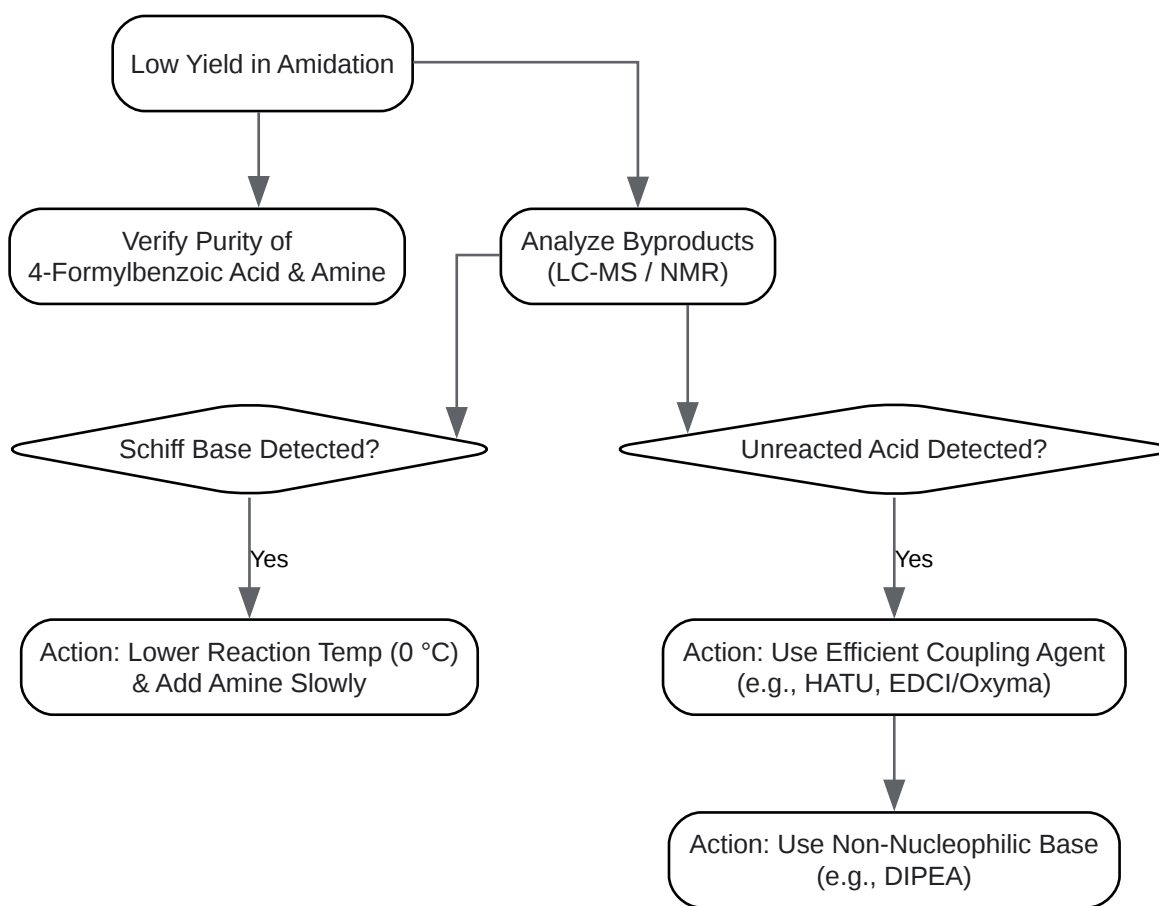 Low Yield in Amidation
Verify Purity of
4-Formylbenzoic Acid & Amine
Analyze Byproducts
(LC-MS / NMR)
Schiff Base Detected?
Unreacted Acid Detected?
Yes
Yes
Action: Lower Reaction Temp (0 °C)
& Add Amine Slowly
Action: Use Efficient Coupling Agent
(e.g., HATU, EDCI/Oxyma)
Action: Use Non-Nucleophilic Base
(e.g., DIPEA)